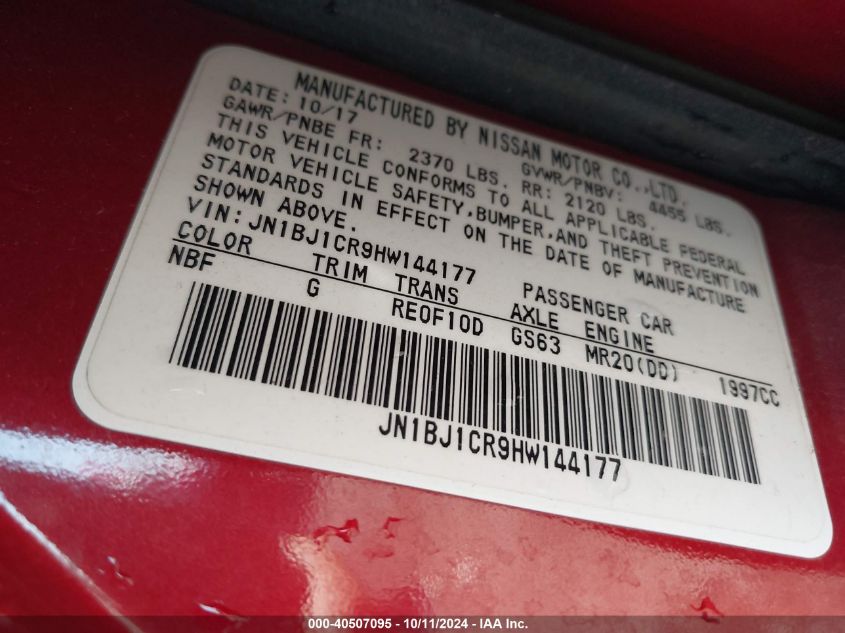 MANUFACTURED BY NISSAN MOTOR CO.,LTD.
DATE: 10/17 GVWR/PNBV: 4455 LBS.
GAWR/PNBE FR: 2370 LBS. RR: 2120 LBS.
THIS VEHICLE CONFORMS TO ALL APPLICABLE FEDERAL
MOTOR VEHICLE SAFETY,BUMPER,AND THEFT PREVENTION
STANDARDS IN EFFECT ON THE DATE OF MANUFACTURE
SHOWN ABOVE.
VIN: JN1BJ1CR9HW144177 PASSENGER CAR
COLOR TRIM TRANS AXLE ENGINE
NBF G RE0F10D GS63 MR20(DD) 1997CC
JN1BJ1CR9HW144177
000-40507095 - 10/11/2024 - IAA Inc.